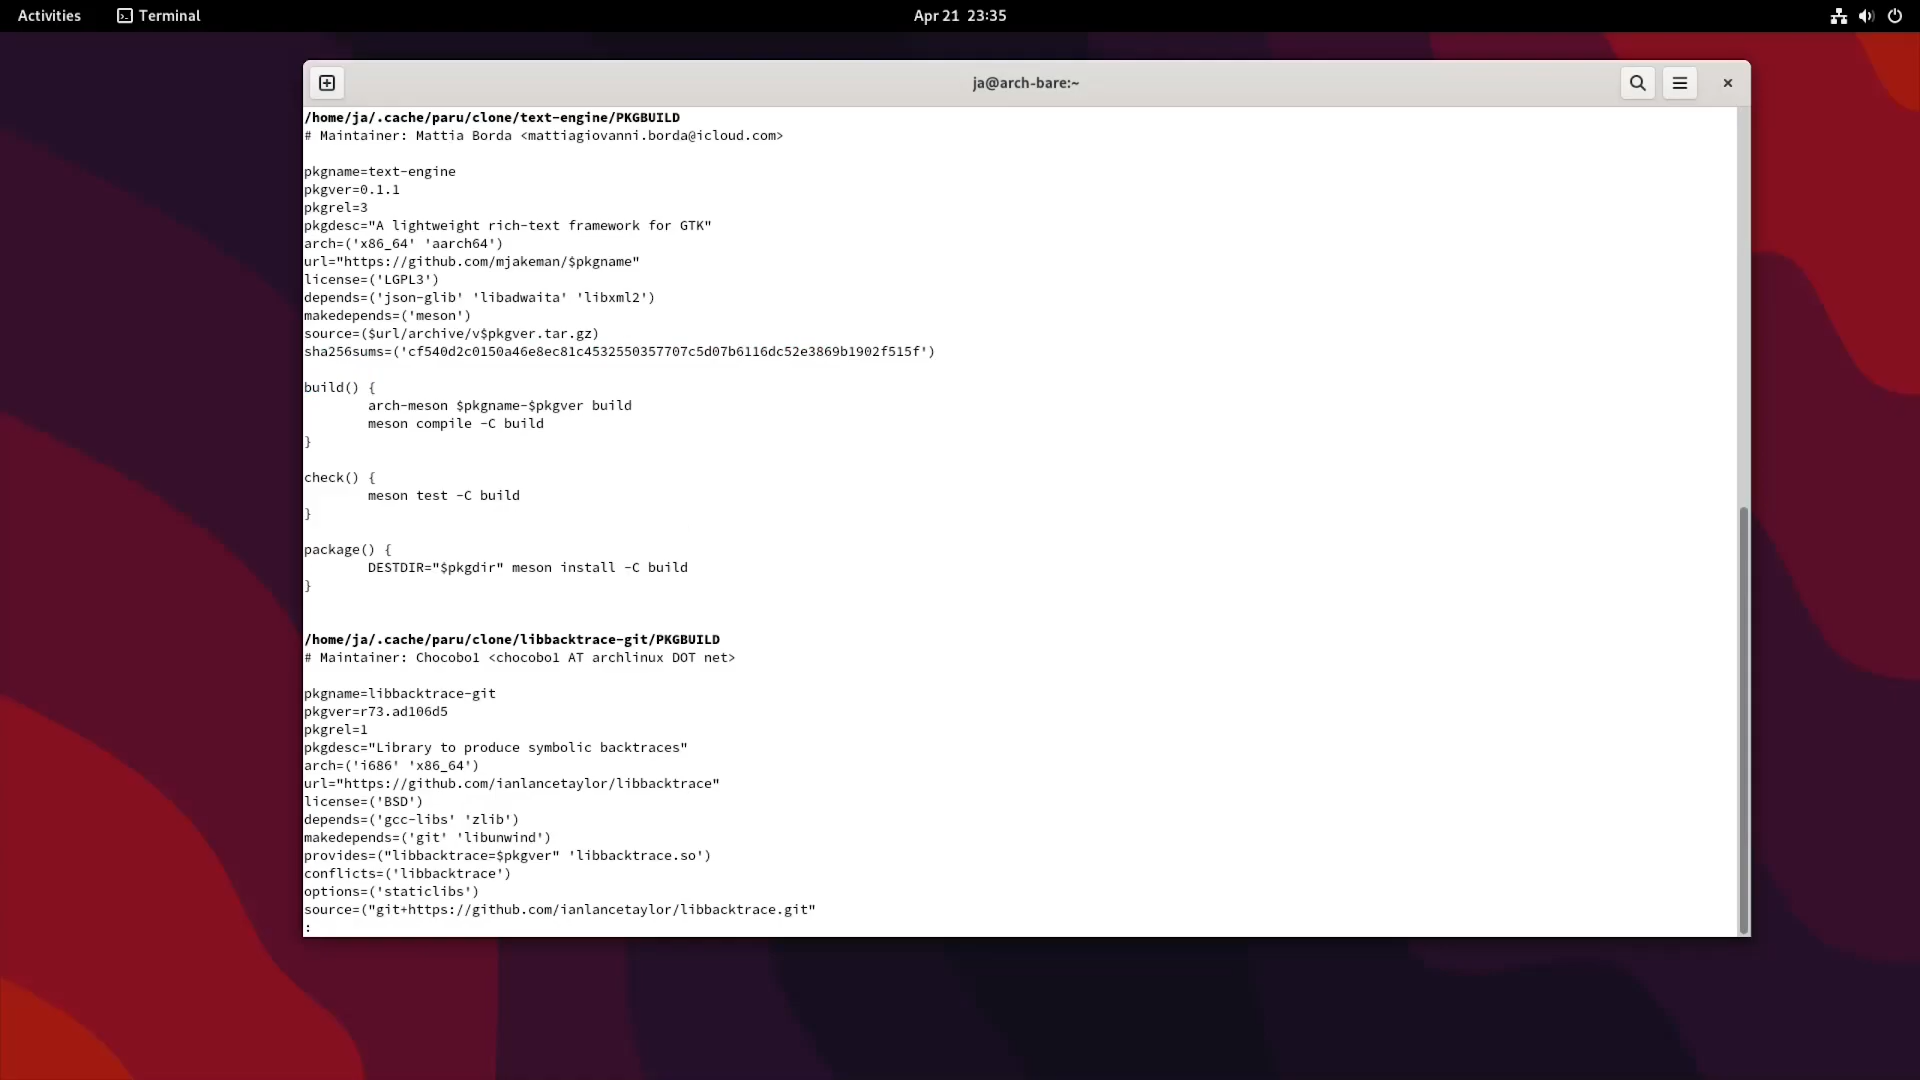 Activities
Terminal
Apr 21 23:35
ja@arch-bare:~
/home/ja/.cache/paru/clone/text-engine/PKGBUILD
# Maintainer: Mattia Borda <mattiagiovanni.borda@icloud.com>
pkgname=text-engine
pkgver=0.1.1
pkgrel=3
pkgdesc="A lightweight rich-text framework for GTK"
arch=('x86_64' 'aarch64')
url="https://github.com/mjakeman/$pkgname"
license=('LGPL3')
depends=('json-glib' 'libadwaita' 'libxml2')
makedepends=('meson')
source=($url/archive/v$pkgver.tar.gz)
sha256sums=('cf540d2c0150a46e8ec81c4532550357707c5d07b6116dc52e3869b1902f515f')
build() {
        arch-meson $pkgname-$pkgver build
        meson compile -C build
}
check() {
        meson test -C build
}
package() {
        DESTDIR="$pkgdir" meson install -C build
}
/home/ja/.cache/paru/clone/libbacktrace-git/PKGBUILD
# Maintainer: Chocobo1 <chocobo1 AT archlinux DOT net>
pkgname=libbacktrace-git
pkgver=r73.ad106d5
pkgrel=1
pkgdesc="Library to produce symbolic backtraces"
arch=('i686' 'x86_64')
url="https://github.com/ianlancetaylor/libbacktrace"
license=('BSD')
depends=('gcc-libs' 'zlib')
makedepends=('git' 'libunwind')
provides=("libbacktrace=$pkgver" 'libbacktrace.so')
conflicts=('libbacktrace')
options=('staticlibs')
source=("git+https://github.com/ianlancetaylor/libbacktrace.git"
: